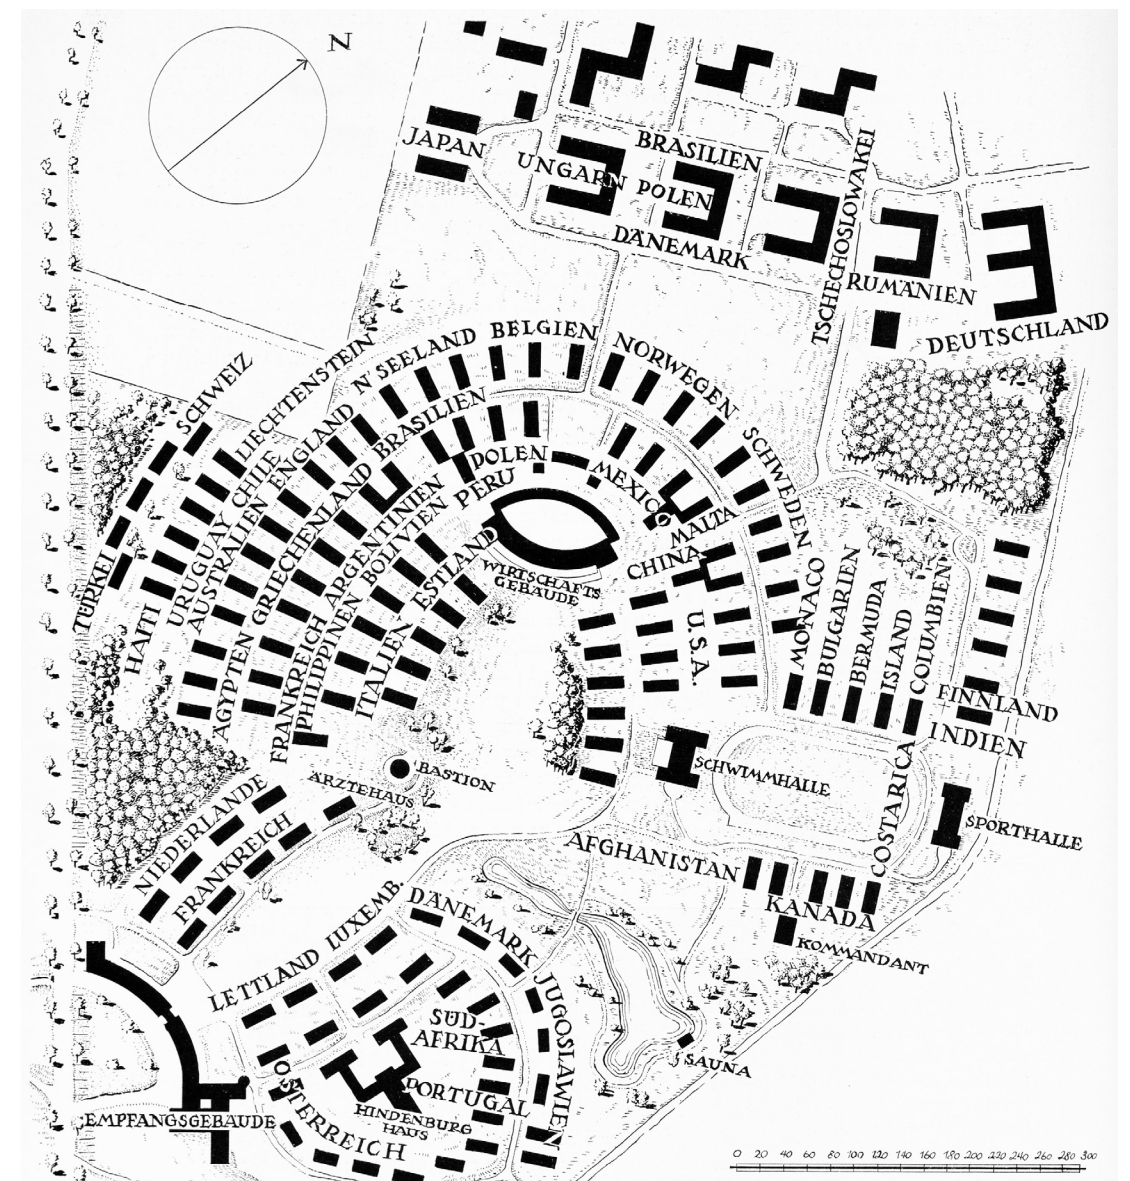 N
JAPAN
BRASILIEN
UNGARN
POLEN
DÄNEMARK
TSCHECHOSLOWAKEI
RUMÄNIEN
DEUTSCHLAND
SCHWEIZ
LIECHTENSTEIN
N'SEELAND
BELGIEN
NORWEGEN
SCHWEDEN
TÜRKEI
HAITI
URUGUAY
CHILE
AUSTRALIEN
ENGLAND
ÄGYPTEN
GRIECHENLAND
BRASILIEN
FRANKREICH
ARGENTINIEN
POLEN
PHILIPPINEN
BOLIVIEN
PERU
ITALIEN
ESTLAND
MEXICO
MALTA
CHINA
WIRTSCHAFTS
GEBÄUDE
U.S.A.
MONACO
BULGARIEN
BERMUDA
ISLAND
COLUMBIEN
FINNLAND
INDIEN
BASTION
ÄRZTEHAUS
SCHWIMMHALLE
COSTARICA
SPORTHALLE
NIEDERLANDE
FRANKREICH
AFGHANISTAN
KANADA
KOMMANDANT
LETTLAND
LUXEMB.
DÄNEMARK
JUGOSLAWIEN
SÜD-
AFRIKA
PORTUGAL
HINDENBURG
HAUS
ÖSTERREICH
SAUNA
EMPFANGSGEBÄUDE
0 20 40 60 80 100 120 140 160 180 200 220 240 260 280 300